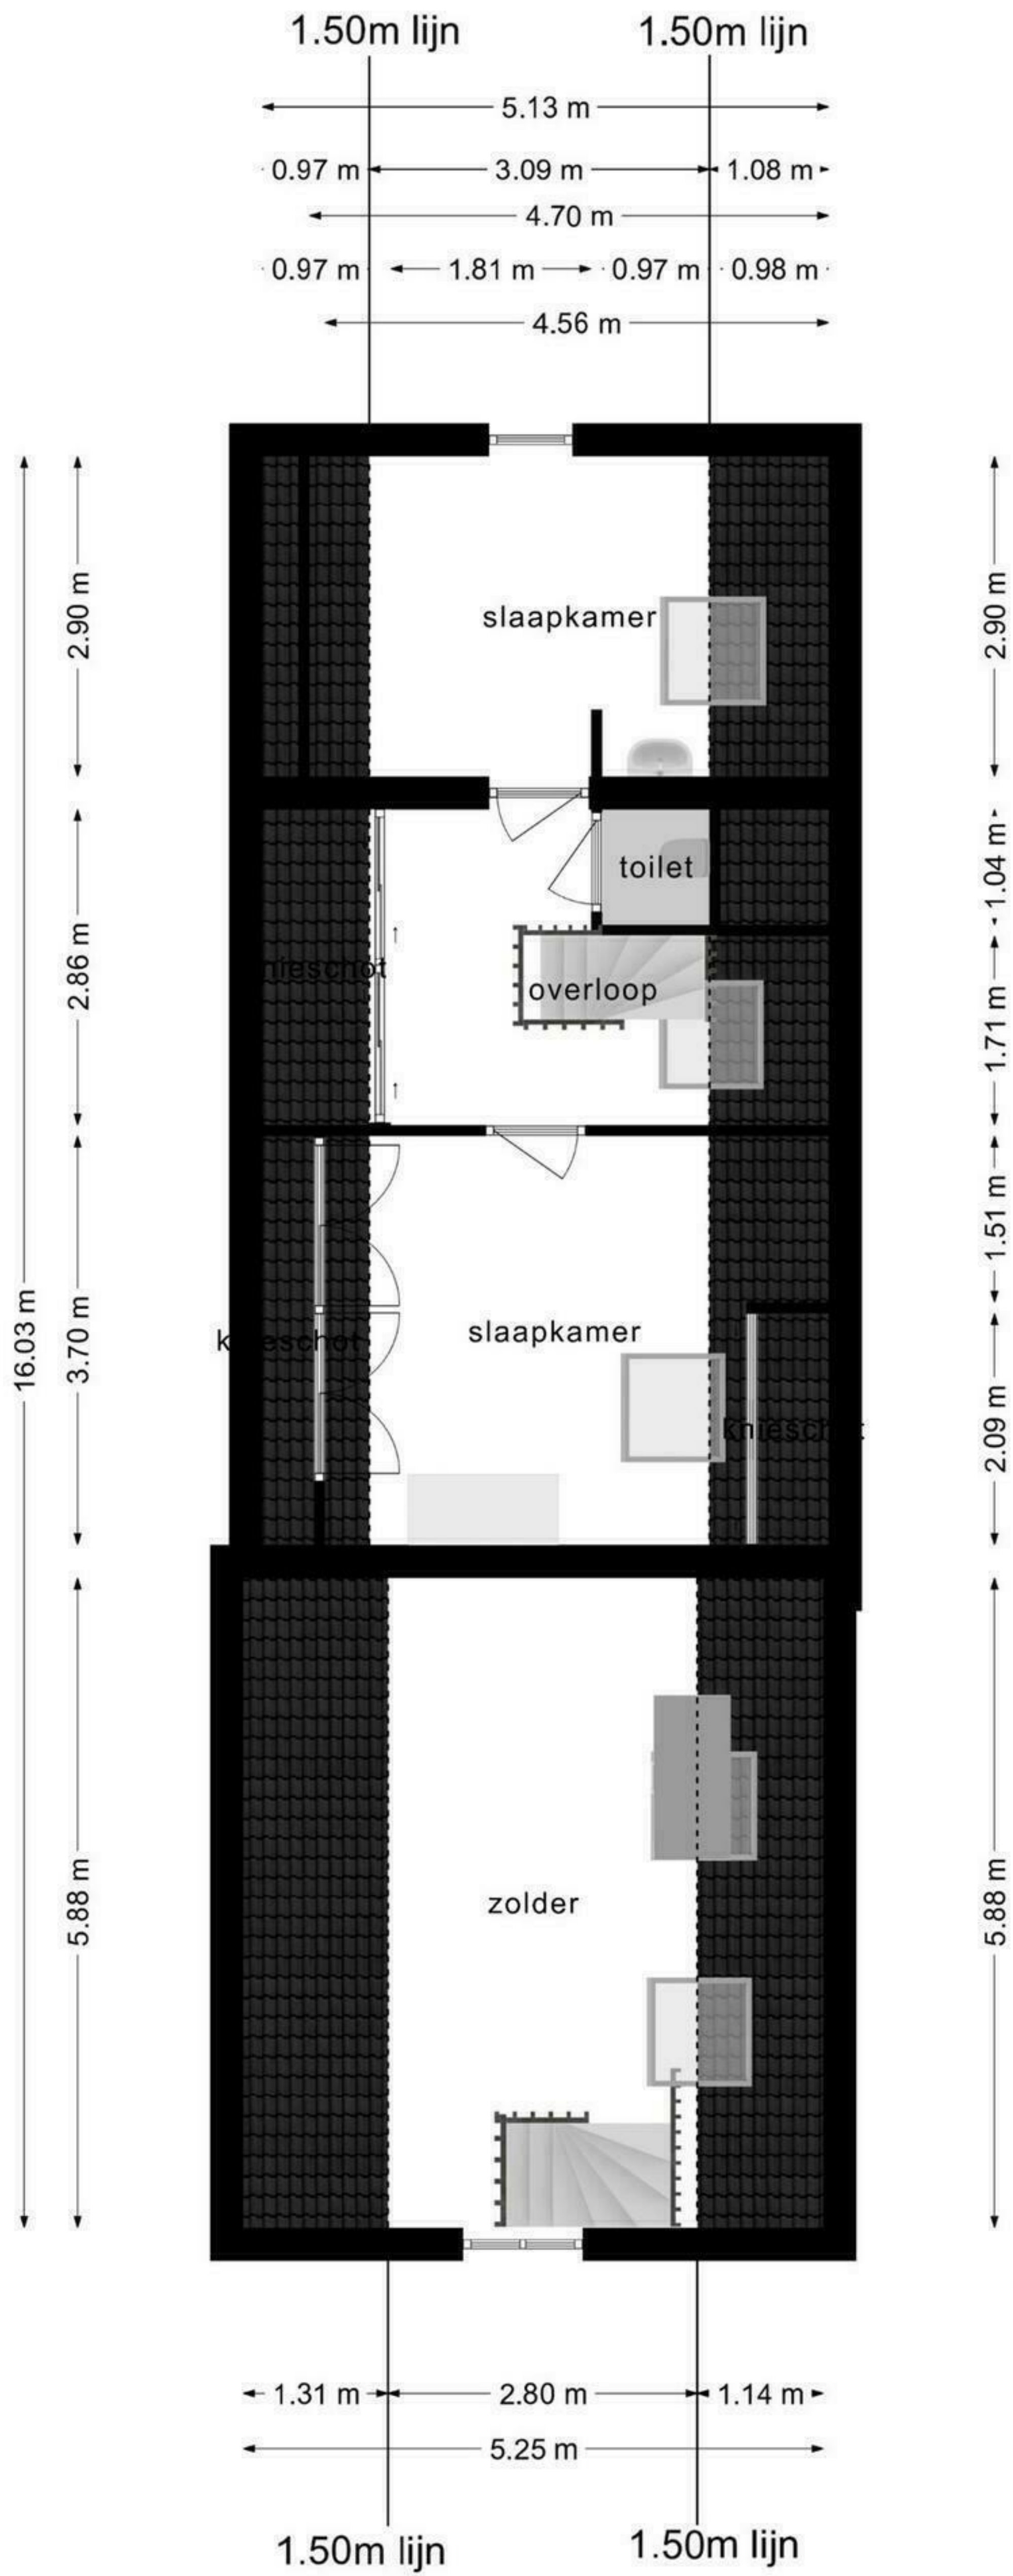 1.50m lijn 1.50m lijn
5.13 m
0.97 m 3.09 m 1.08 m
4.70 m
0.97 m 1.81 m 0.97 m 0.98 m
4.56 m
2.90 m
slaapkamer
2.90 m
toilet
1.04 m
2.86 m
knieschot
overloop
1.71 m
1.51 m
16.03 m
3.70 m
knieschot
slaapkamer
knieschot
2.09 m
5.88 m
zolder
5.88 m
1.31 m 2.80 m 1.14 m
5.25 m
1.50m lijn 1.50m lijn